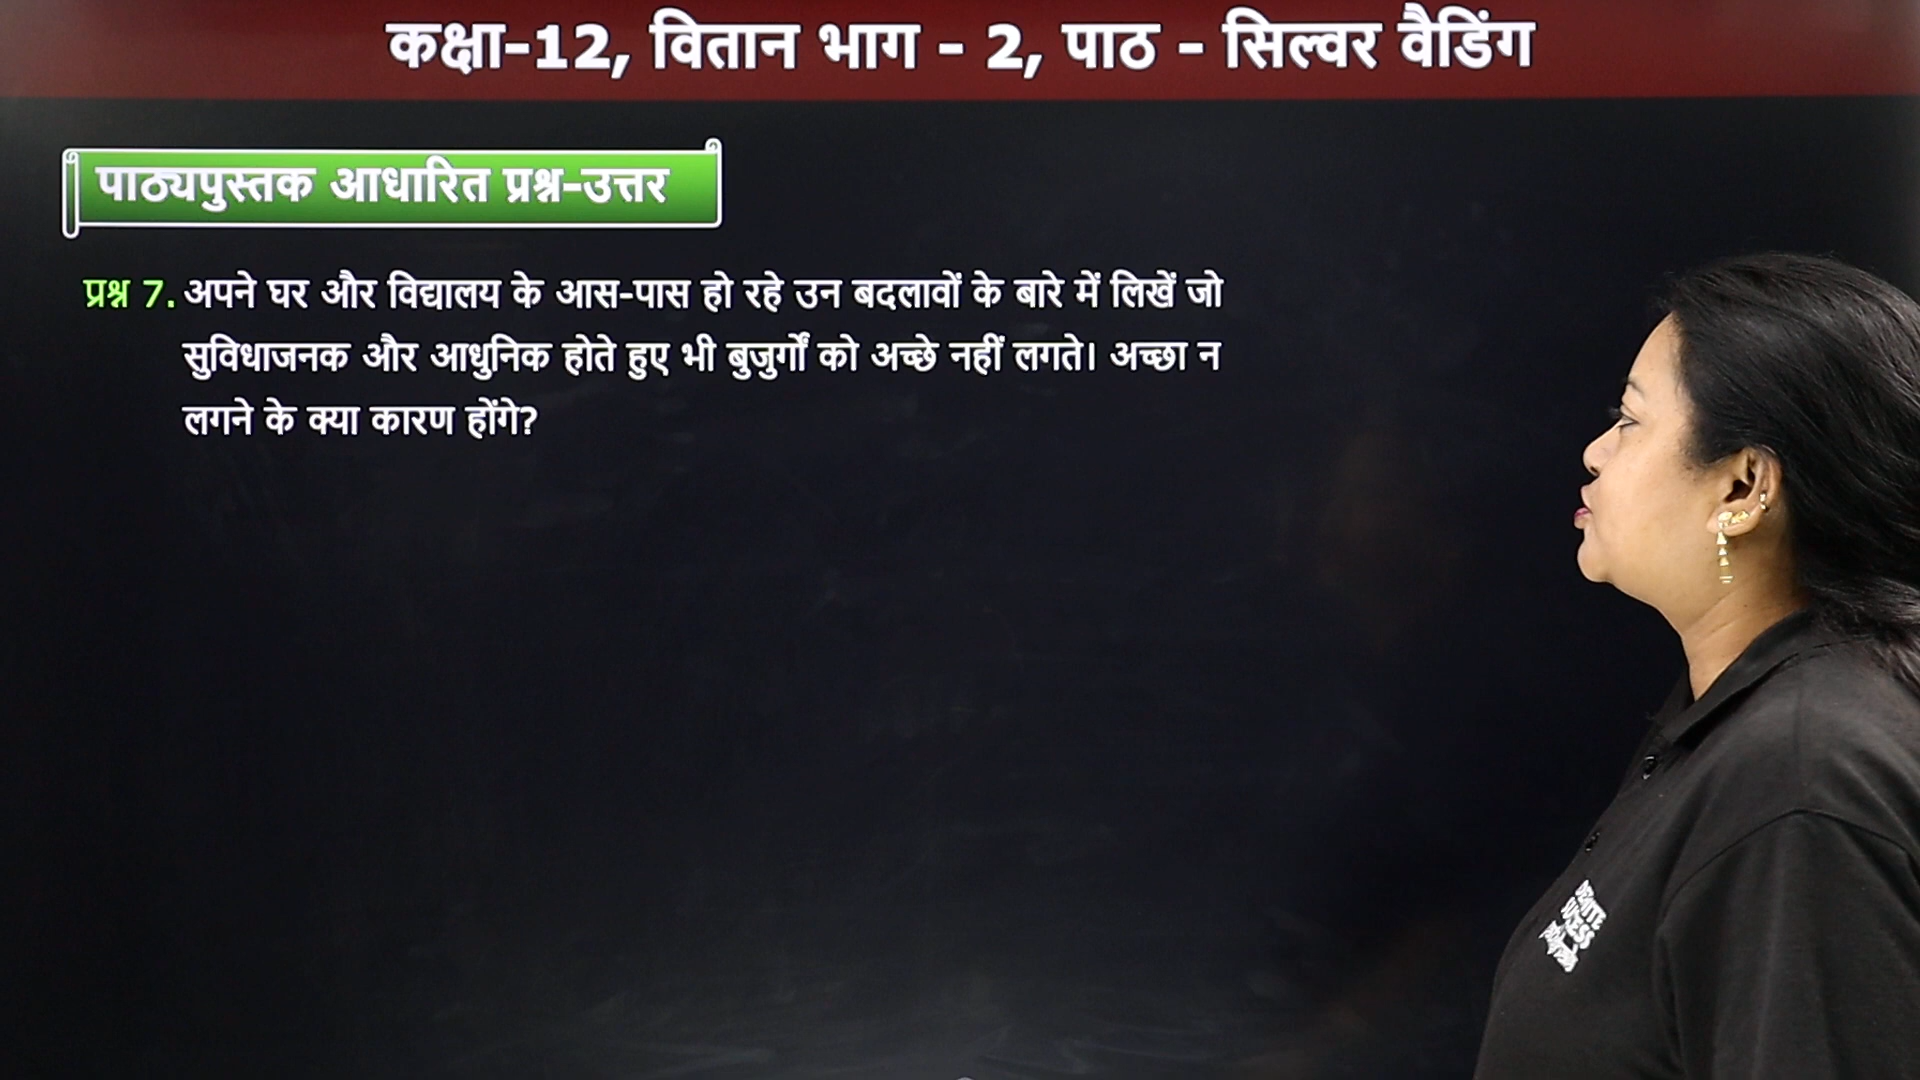 कक्षा-12, वितान भाग - 2, पाठ - सिल्वर वैडिंग
पाठ्यपुस्तक आधारित प्रश्न-उत्तर
प्रश्न 7. अपने घर और विद्यालय के आस-पास हो रहे उन बदलावों के बारे में लिखें जो
सुविधाजनक और आधुनिक होते हुए भी बुजुर्गों को अच्छे नहीं लगते। अच्छा न
लगने के क्या कारण होंगे?